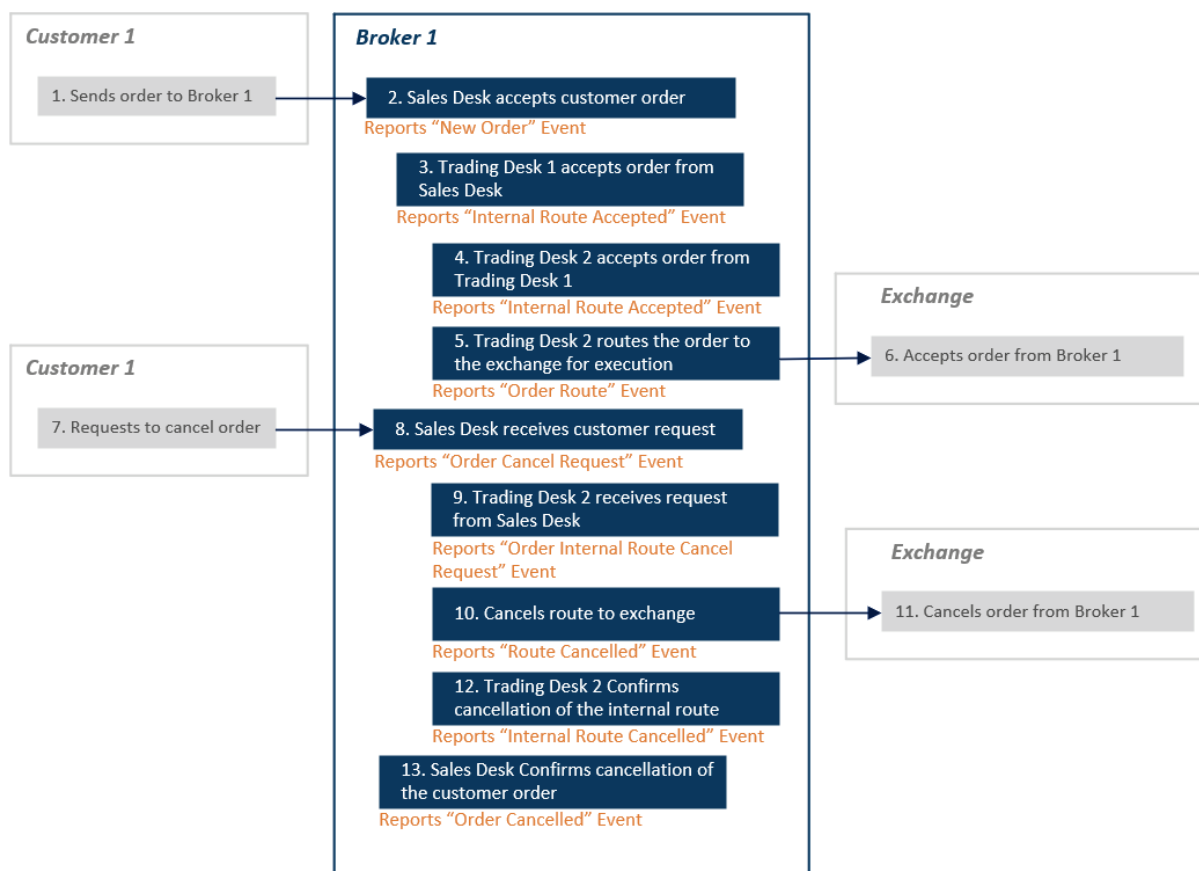 Customer 1
Broker 1
1. Sends order to Broker 1
2. Sales Desk accepts customer order
Reports “New Order” Event
3. Trading Desk 1 accepts order from
Sales Desk
Reports “Internal Route Accepted” Event
4. Trading Desk 2 accepts order from
Trading Desk 1
Reports “Internal Route Accepted” Event
Exchange
5. Trading Desk 2 routes the order to
the exchange for execution
6. Accepts order from Broker 1
Reports “Order Route” Event
Customer 1
7. Requests to cancel order
8. Sales Desk receives customer request
Reports “Order Cancel Request” Event
9. Trading Desk 2 receives request
from Sales Desk
Reports “Order Internal Route Cancel
Request” Event
Exchange
10. Cancels route to exchange
11. Cancels order from Broker 1
Reports “Route Cancelled” Event
12. Trading Desk 2 Confirms
cancellation of the internal route
Reports “Internal Route Cancelled” Event
13. Sales Desk Confirms cancellation of
the customer order
Reports “Order Cancelled” Event